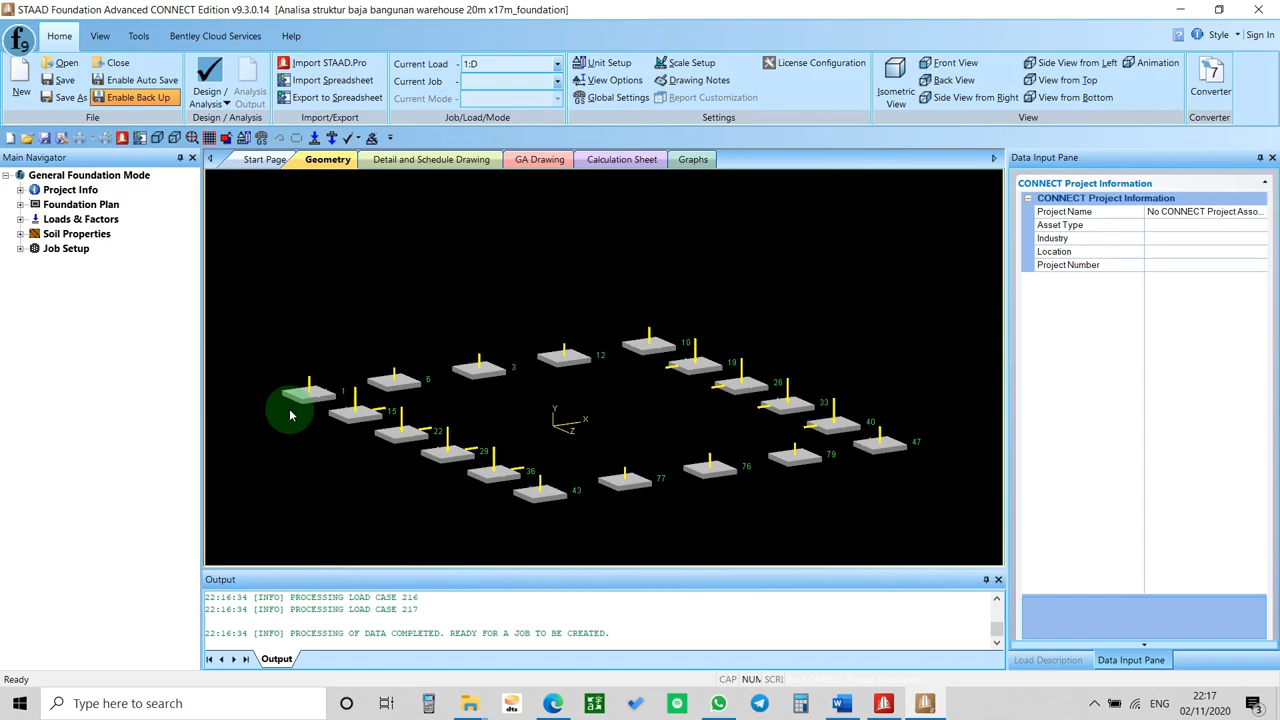 STAAD Foundation Advanced CONNECT Edition v9.3.0.14 [Analisa struktur baja bangunan warehouse 20m x17m_foundation]
Home View Tools Bentley Cloud Services Help
Style Sign In
New
Open
Save
Save As
Close
Enable Auto Save
Enable Back Up
File
Design / Analysis
Analysis Output
Design / Analysis
Import STAAD.Pro
Import Spreadsheet
Export to Spreadsheet
Import/Export
Current Load - 1:D
Current Job -
Current Mode -
Job/Load/Mode
Unit Setup
View Options
Global Settings
Scale Setup
Drawing Notes
Report Customization
License Configuration
Settings
Isometric View
Front View
Back View
Side View from Right
Side View from Left
View from Top
View from Bottom
Animation
View
Converter
Converter
Main Navigator
General Foundation Mode
Project Info
Foundation Plan
Loads & Factors
Soil Properties
Job Setup
Start Page Geometry Detail and Schedule Drawing GA Drawing Calculation Sheet Graphs
10
12
19
3
26
6
1
33
15
40
22
47
29
79
36
76
77
43
Y
X
Z
Data Input Pane
CONNECT Project Information
CONNECT Project Information
Project Name No CONNECT Project Asso...
Asset Type
Industry
Location
Project Number
Output
22:16:34 [INFO] PROCESSING LOAD CASE 216
22:16:34 [INFO] PROCESSING LOAD CASE 217
22:16:34 [INFO] PROCESSING OF DATA COMPLETED. READY FOR A JOB TO BE CREATED.
Output
Load Description Data Input Pane
Ready
CAP NUM SCRL
Type here to search
dts
ENG
22:17
02/11/2020
3